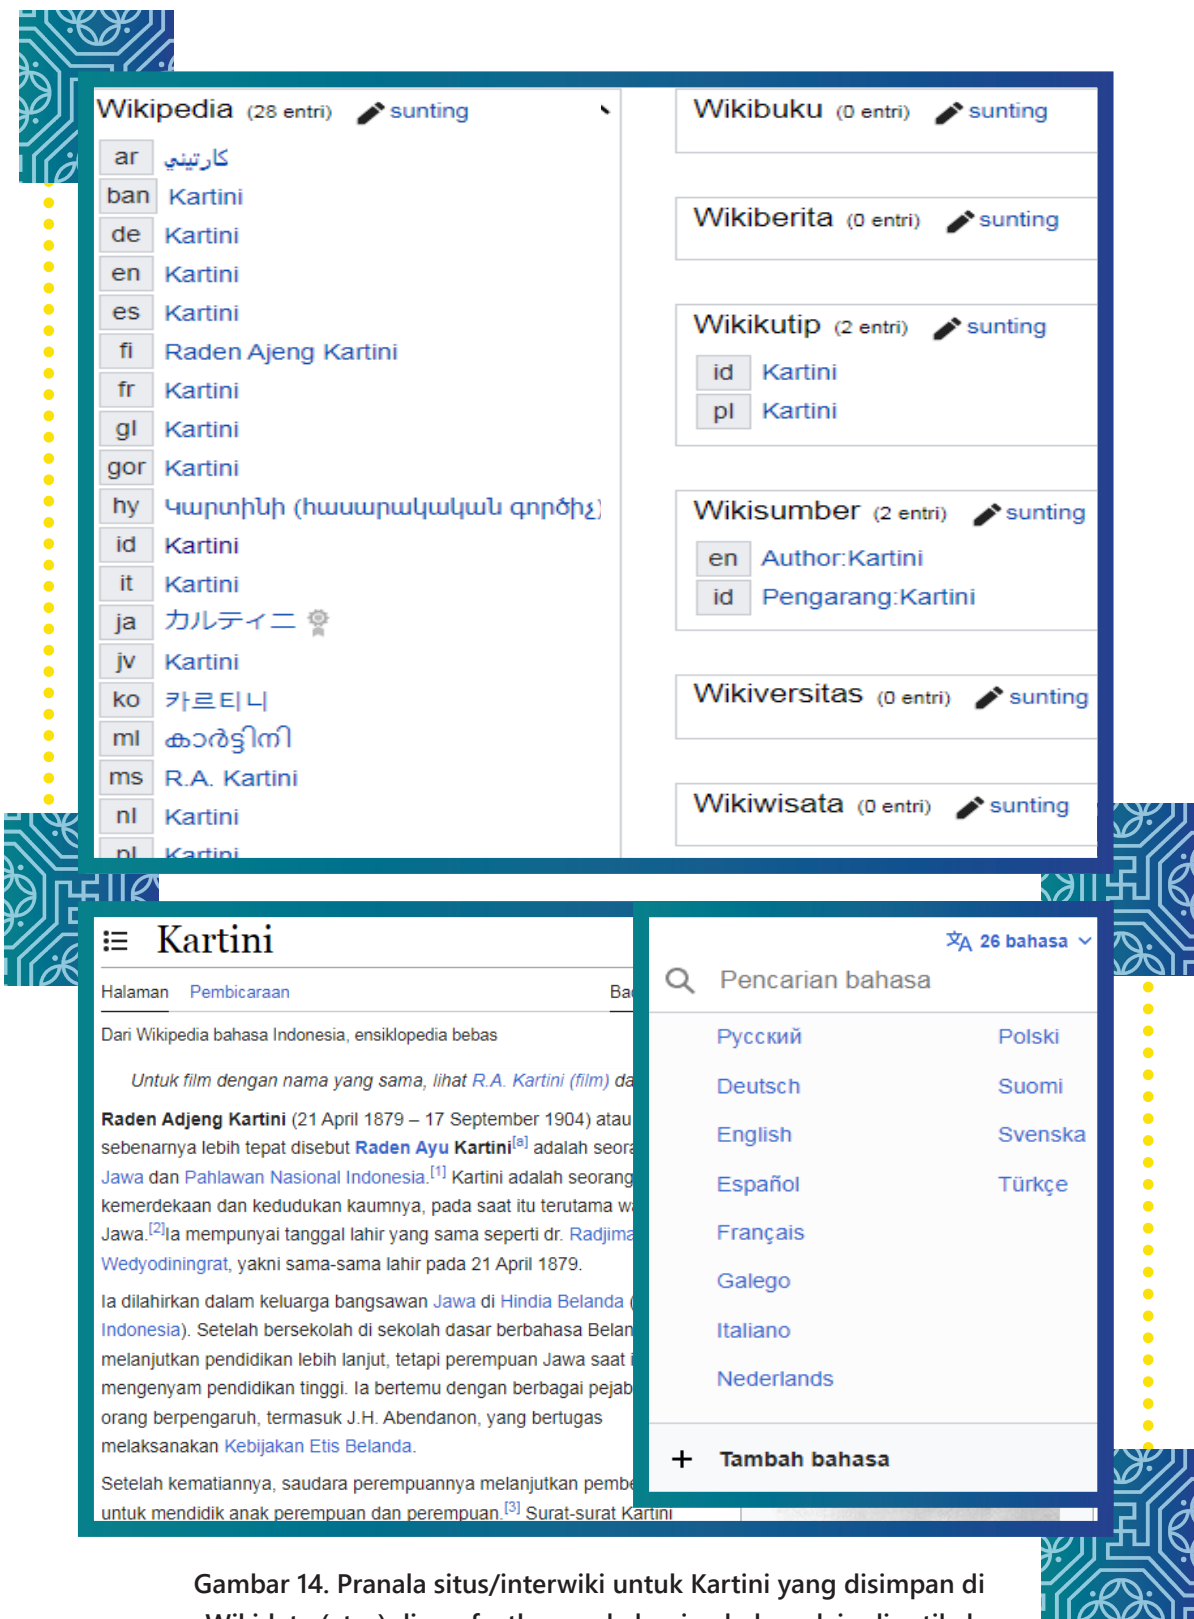 Wikipedia (28 entri) sunting
ar كارتيني
ban Kartini
de Kartini
en Kartini
es Kartini
fi Raden Ajeng Kartini
fr Kartini
gl Kartini
gor Kartini
hy Կարտինի (հասարակական գործիչ)
id Kartini
it Kartini
ja カルティニ
jv Kartini
ko 카르티니
ml കാർട്ടിനി
ms R.A. Kartini
nl Kartini
pl Kartini
Wikibuku (0 entri) sunting
Wikiberita (0 entri) sunting
Wikikutip (2 entri) sunting
id Kartini
pl Kartini
Wikisumber (2 entri) sunting
en Author:Kartini
id Pengarang:Kartini
Wikiversitas (0 entri) sunting
Wikiwisata (0 entri) sunting
Kartini
Halaman Pembicaraan Bac
Dari Wikipedia bahasa Indonesia, ensiklopedia bebas
Untuk film dengan nama yang sama, lihat R.A. Kartini (film) da
Raden Adjeng Kartini (21 April 1879 – 17 September 1904) atau
sebenarnya lebih tepat disebut Raden Ayu Kartini[a] adalah seora
Jawa dan Pahlawan Nasional Indonesia.[1] Kartini adalah seorang
kemerdekaan dan kedudukan kaumnya, pada saat itu terutama wa
Jawa.[2]Ia mempunyai tanggal lahir yang sama seperti dr. Radjima
Wedyodiningrat, yakni sama-sama lahir pada 21 April 1879.
Ia dilahirkan dalam keluarga bangsawan Jawa di Hindia Belanda (
Indonesia). Setelah bersekolah di sekolah dasar berbahasa Belan
melanjutkan pendidikan lebih lanjut, tetapi perempuan Jawa saat i
mengenyam pendidikan tinggi. Ia bertemu dengan berbagai pejab
orang berpengaruh, termasuk J.H. Abendanon, yang bertugas
melaksanakan Kebijakan Etis Belanda.
Setelah kematiannya, saudara perempuannya melanjutkan pembe
untuk mendidik anak perempuan dan perempuan.[3] Surat-surat Kartini
26 bahasa
Pencarian bahasa
Русский Polski
Deutsch Suomi
English Svenska
Español Türkçe
Français
Galego
Italiano
Nederlands
+ Tambah bahasa
Gambar 14. Pranala situs/interwiki untuk Kartini yang disimpan di